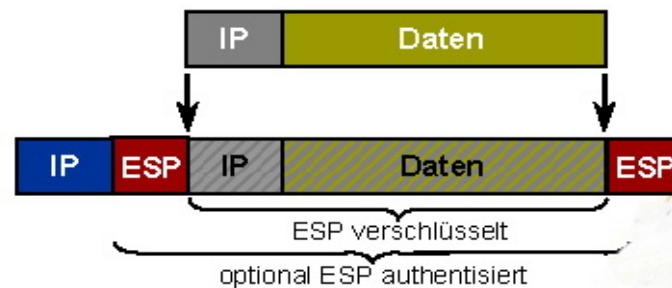 IP Daten
IP ESP IP Daten ESP
ESP verschlüsselt
optional ESP authentisiert